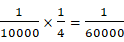 1/10000 × 1/4 = 1/60000